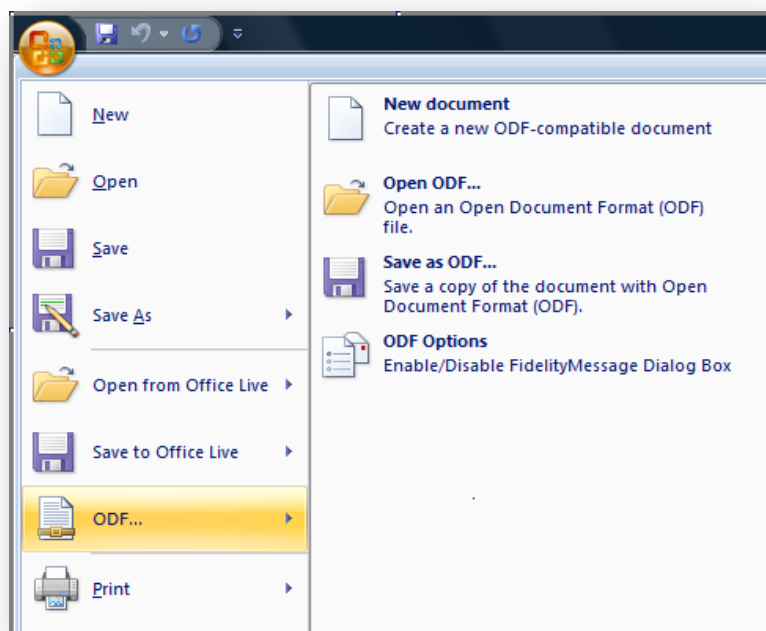 New
Open
Save
Save As
Open from Office Live
Save to Office Live
ODF...
Print
New document
Create a new ODF-compatible document
Open ODF...
Open an Open Document Format (ODF)
file.
Save as ODF...
Save a copy of the document with Open
Document Format (ODF).
ODF Options
Enable/Disable FidelityMessage Dialog Box